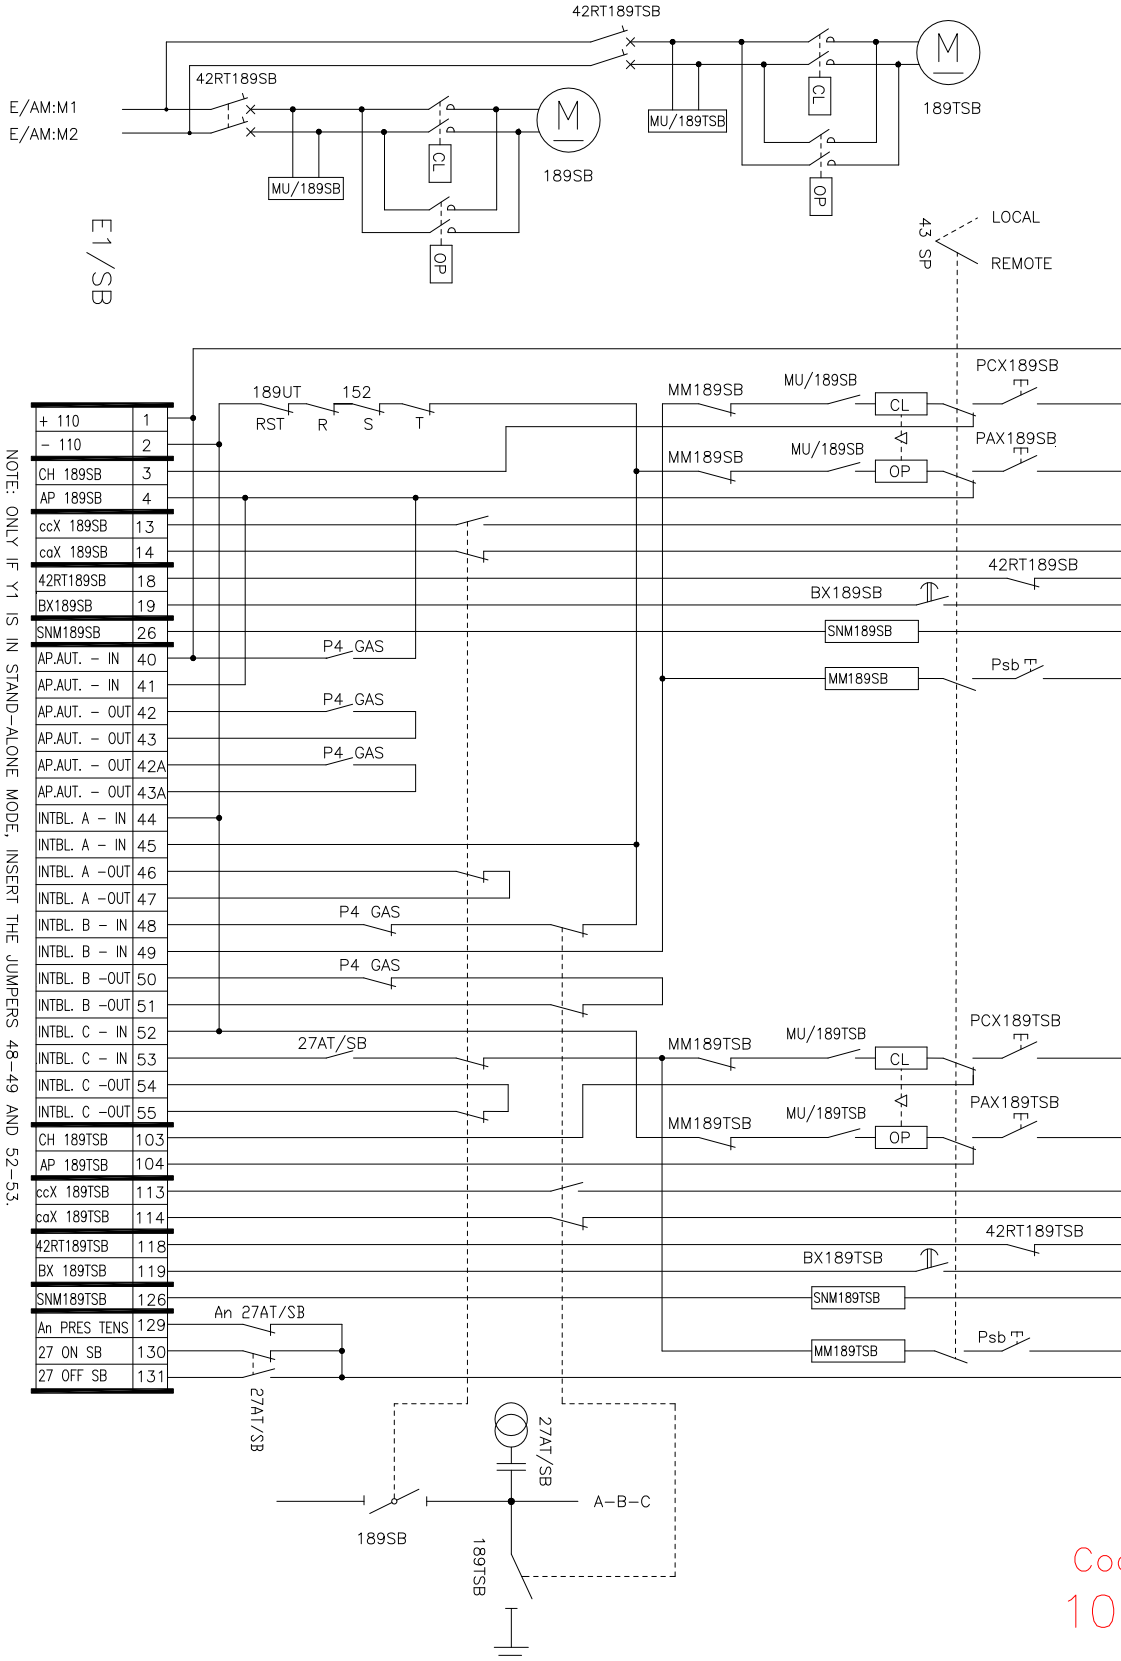 42RT189TSB
M
189TSB
CL
MU/189TSB
OP
42RT189SB
E/AM:M1
E/AM:M2
M
189SB
CL
MU/189SB
OP
E1/SB
43 SP
LOCAL
REMOTE
189UT
152
RST
R
S
T
MM189SB
MU/189SB
CL
PCX189SB
MM189SB
MU/189SB
OP
PAX189SB
+ 110 1
- 110 2
CH 189SB 3
AP 189SB 4
ccX 189SB 13
caX 189SB 14
42RT189SB 18
42RT189SB
BX189SB 19
BX189SB
SNM189SB 26
SNM189SB
AP.AUT. - IN 40
P4 GAS
MM189SB
Psb
AP.AUT. - IN 41
AP.AUT. - OUT 42
P4 GAS
AP.AUT. - OUT 43
AP.AUT. - OUT 42A
P4 GAS
AP.AUT. - OUT 43A
INTBL. A - IN 44
INTBL. A - IN 45
INTBL. A -OUT 46
INTBL. A -OUT 47
INTBL. B - IN 48
P4 GAS
INTBL. B - IN 49
INTBL. B -OUT 50
P4 GAS
INTBL. B -OUT 51
INTBL. C - IN 52
INTBL. C - IN 53
27AT/SB
MM189TSB
MU/189TSB
CL
PCX189TSB
INTBL. C -OUT 54
INTBL. C -OUT 55
CH 189TSB 103
MM189TSB
MU/189TSB
OP
PAX189TSB
AP 189TSB 104
ccX 189TSB 113
caX 189TSB 114
42RT189TSB 118
42RT189TSB
BX 189TSB 119
BX189TSB
SNM189TSB 126
SNM189TSB
An PRES TENS 129
An 27AT/SB
27 ON SB 130
MM189TSB
Psb
27 OFF SB 131
27AT/SB
NOTE: ONLY IF Y1 IS IN STAND-ALONE MODE, INSERT THE JUMPERS 48-49 AND 52-53.
27AT/SB
A-B-C
189SB
189TSB
10